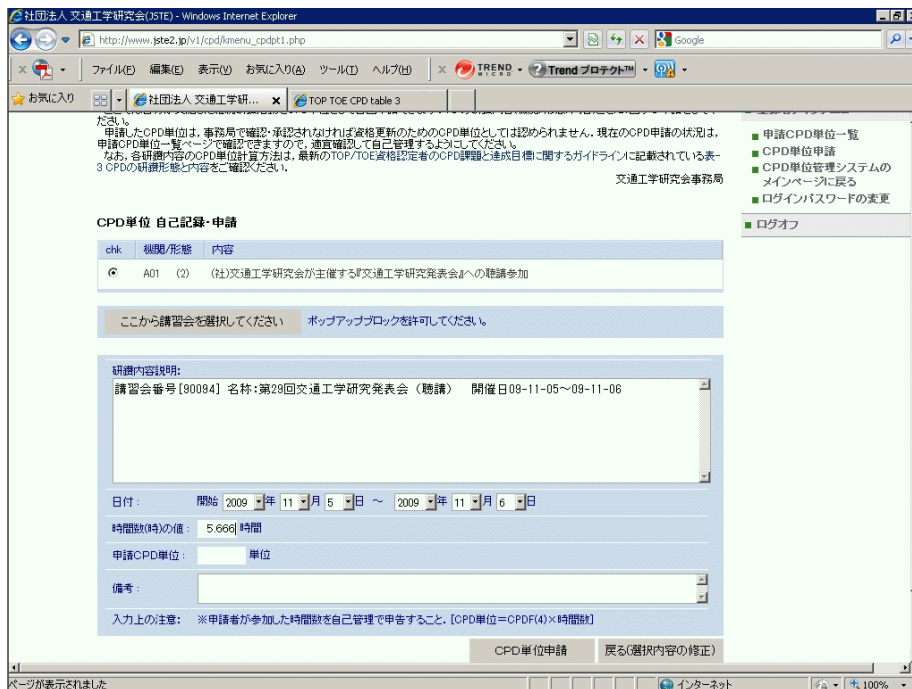 社団法人 交通工学研究会(JSTE) - Windows Internet Explorer
http://www.jste2.jp/v1/cpd/kmenu_cpdpt1.php
Google
ファイル(F) 編集(E) 表示(V) お気に入り(A) ツール(T) ヘルプ(H)
TREND MICRO
Trend プロテクト™
お気に入り
社団法人 交通工学研...
TOP TOE CPD table 3
ださい。
申請したCPD単位は、事務局で確認・承認されなければ資格更新のためのCPD単位としては認められません。現在のCPD申請の状況は、
申請CPD単位一覧ページで確認できますので、適宜確認して自己管理するようにしてください。
なお、各研鑽内容のCPD単位計算方法は、最新のTOP/TOE資格認定者のCPD課題と達成目標に関するガイドラインに記載されている表-
3 CPDの研鑽形態と内容をご確認ください。
交通工学研究会事務局
申請CPD単位一覧
CPD単位申請
CPD単位管理システムの
メインページに戻る
ログインパスワードの変更
ログオフ
CPD単位 自己記録・申請
chk 機関/形態 内容
A01 (2) (社)交通工学研究会が主催する『交通工学研究発表会』への聴講参加
ここから講習会を選択してください ポップアップブロックを許可してください。
研鑽内容説明:
講習会番号[90094] 名称:第29回交通工学研究発表会（聴講） 開催日09-11-05～09-11-06
日付: 開始 2009 年 11 月 5 日 ～ 2009 年 11 月 6 日
時間数(時)の値: 5.666 時間
申請CPD単位: 単位
備考:
入力上の注意: ※申請者が参加した時間数を自己管理で申告すること. [CPD単位=CPDF(4)×時間数]
CPD単位申請 戻る(選択内容の修正)
ページが表示されました
インターネット
100%